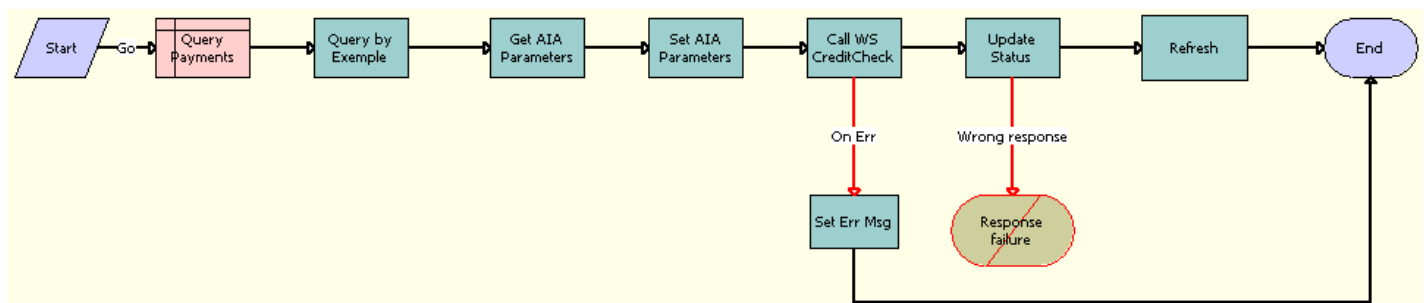 Start
Go
Query
Payments
Query by
Exemple
Get AIA
Parameters
Set AIA
Parameters
Call WS
CreditCheck
Update
Status
Refresh
End
On Err
Wrong response
Set Err Msg
Response
failure